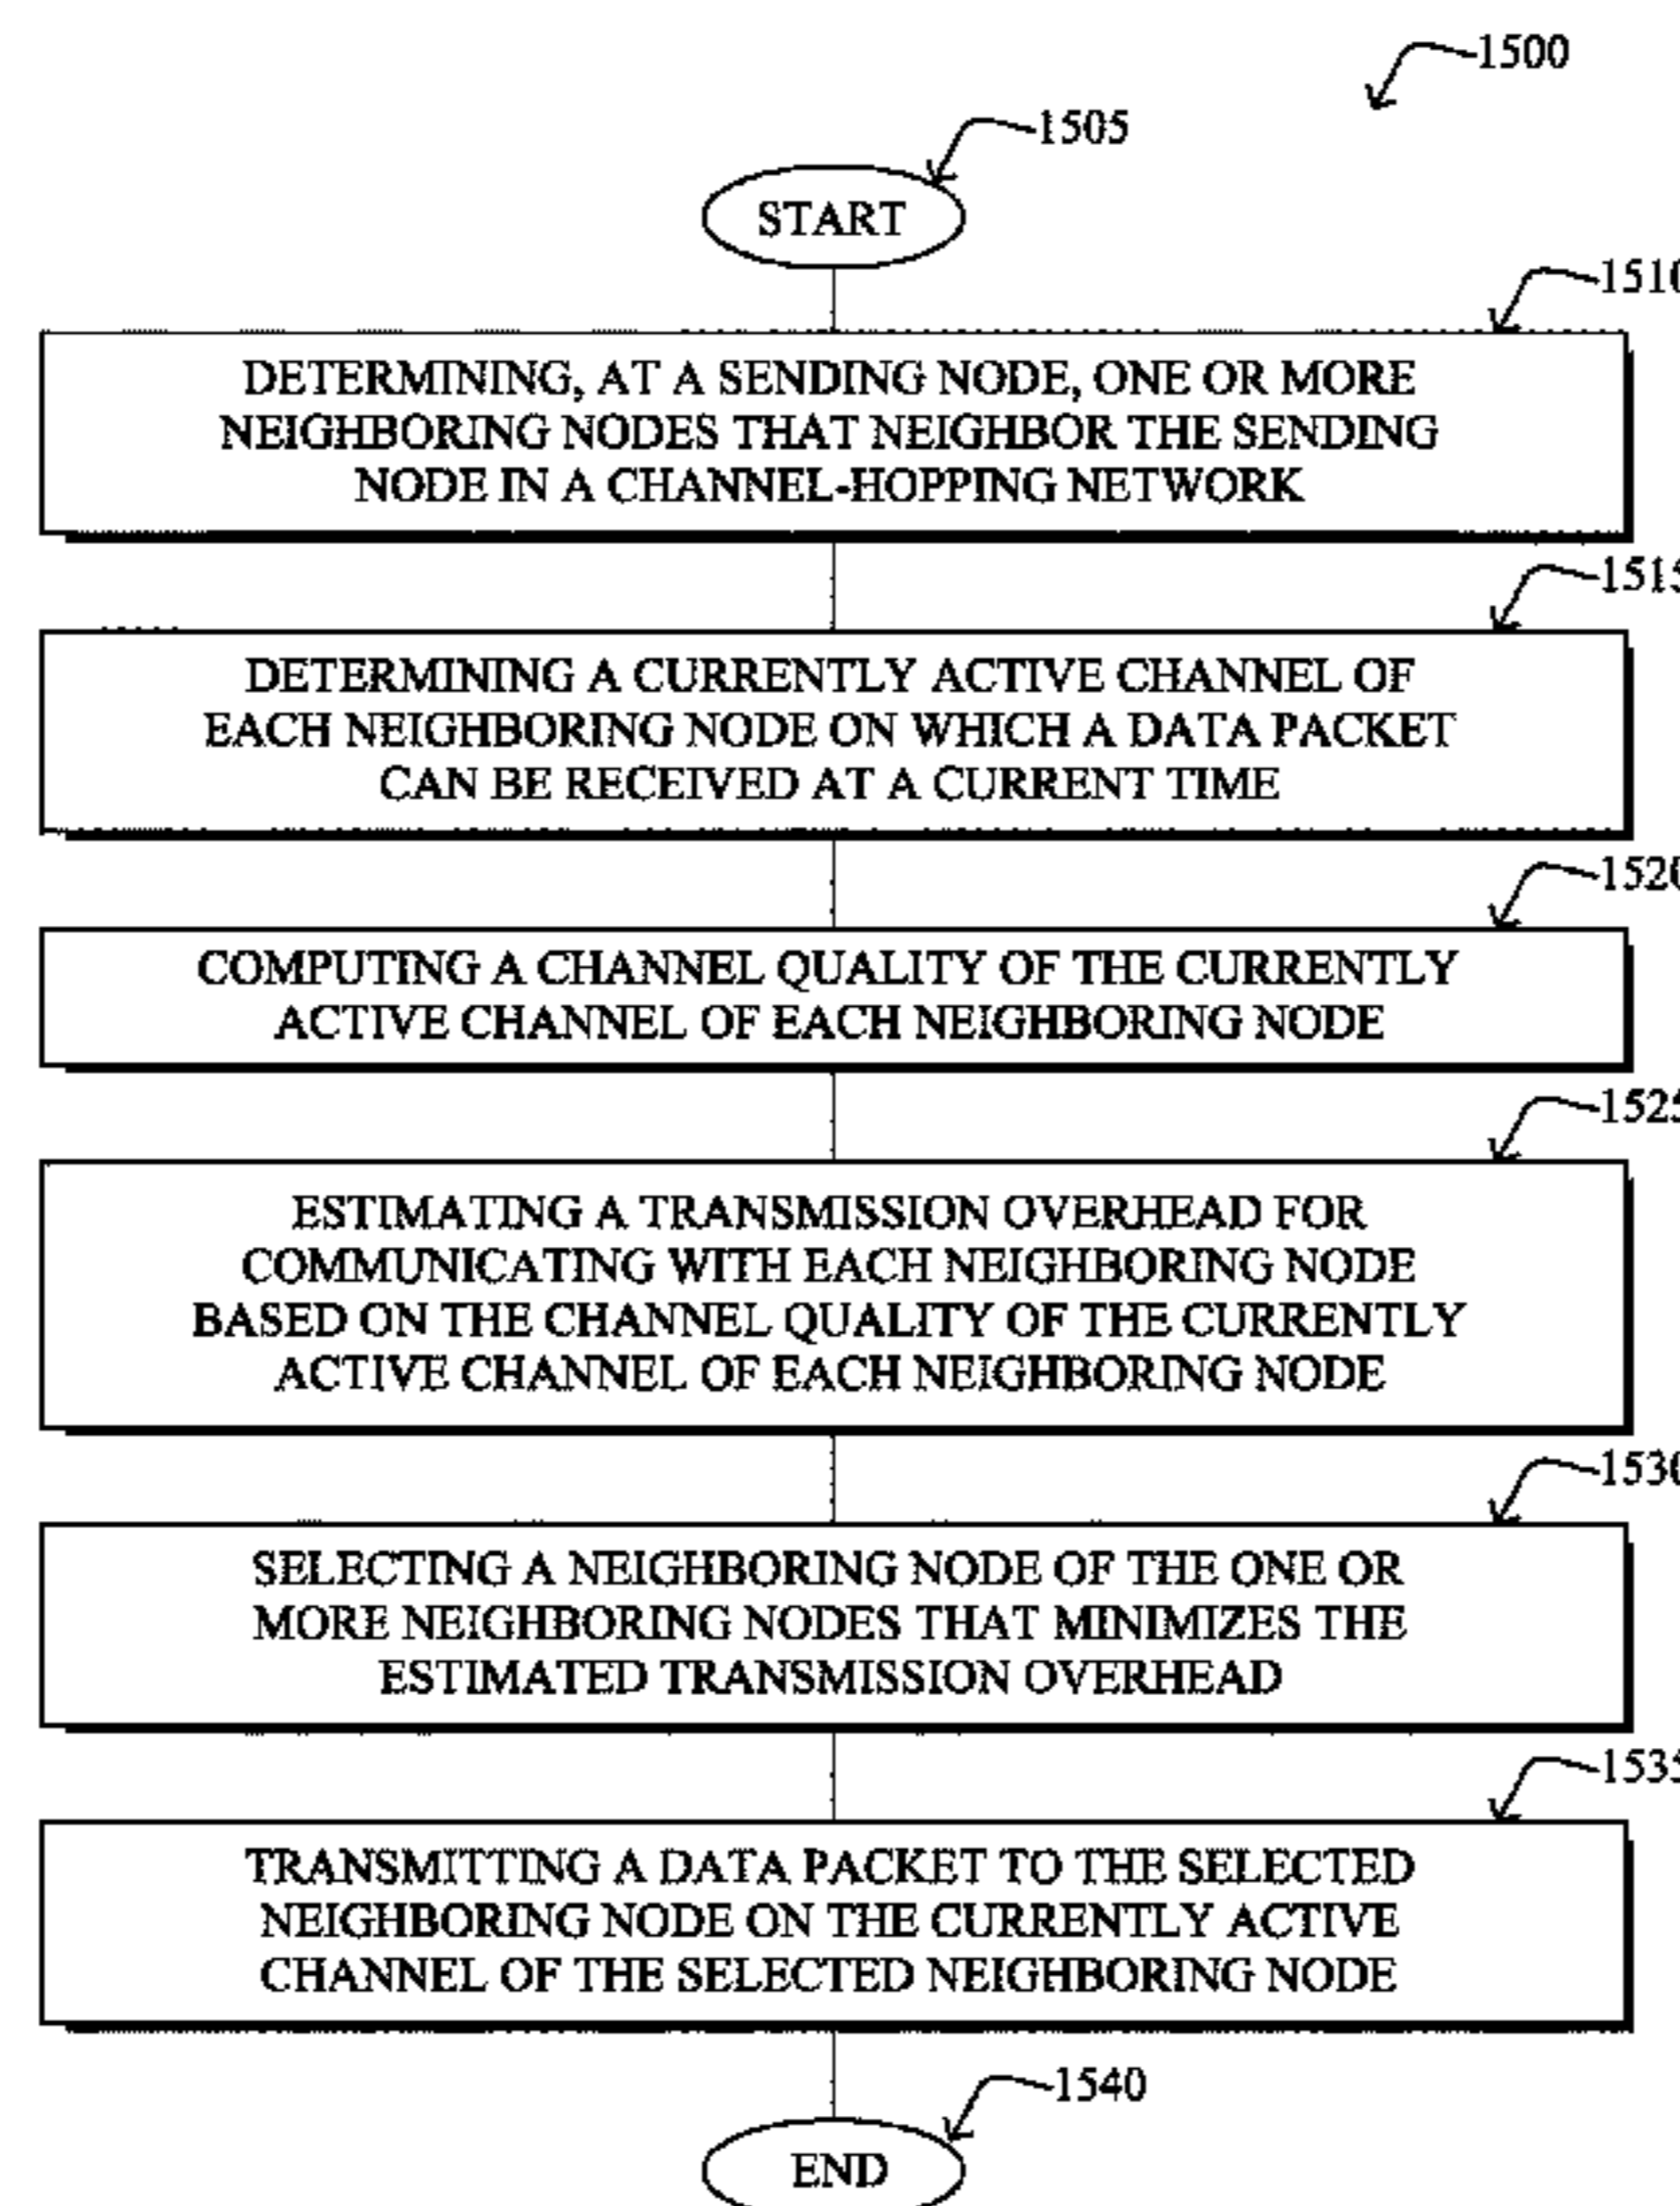 1500
1505
START
1510
DETERMINING, AT A SENDING NODE, ONE OR MORE
NEIGHBORING NODES THAT NEIGHBOR THE SENDING
NODE IN A CHANNEL-HOPPING NETWORK
1515
DETERMINING A CURRENTLY ACTIVE CHANNEL OF
EACH NEIGHBORING NODE ON WHICH A DATA PACKET
CAN BE RECEIVED AT A CURRENT TIME
1520
COMPUTING A CHANNEL QUALITY OF THE CURRENTLY
ACTIVE CHANNEL OF EACH NEIGHBORING NODE
1525
ESTIMATING A TRANSMISSION OVERHEAD FOR
COMMUNICATING WITH EACH NEIGHBORING NODE
BASED ON THE CHANNEL QUALITY OF THE CURRENTLY
ACTIVE CHANNEL OF EACH NEIGHBORING NODE
1530
SELECTING A NEIGHBORING NODE OF THE ONE OR
MORE NEIGHBORING NODES THAT MINIMIZES THE
ESTIMATED TRANSMISSION OVERHEAD
1535
TRANSMITTING A DATA PACKET TO THE SELECTED
NEIGHBORING NODE ON THE CURRENTLY ACTIVE
CHANNEL OF THE SELECTED NEIGHBORING NODE
1540
END